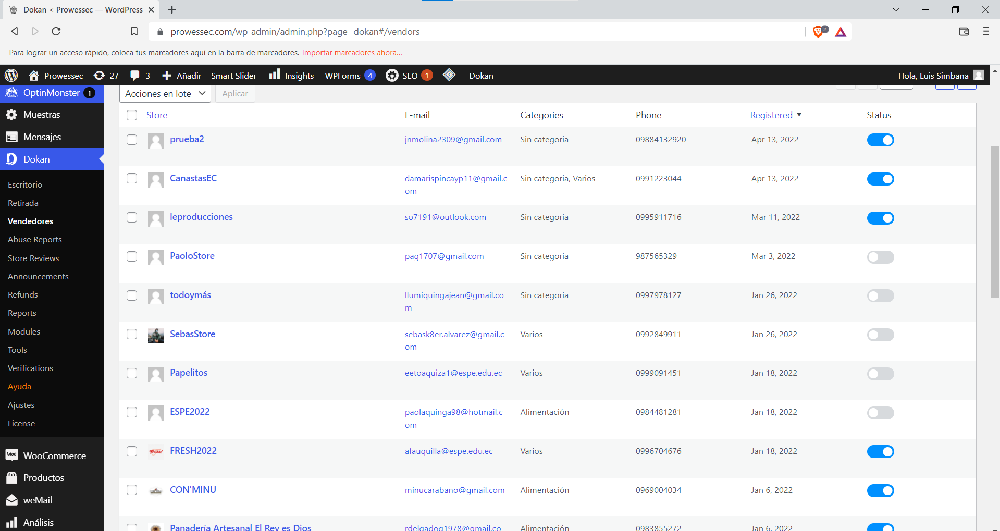 Dokan < Prowessec — WordPress
prowessec.com/wp-admin/admin.php?page=dokan#/vendors
2
Para lograr un acceso rápido, coloca tus marcadores aquí en la barra de marcadores. Importar marcadores ahora...
Prowessec 27 3 Añadir Smart Slider Insights WPForms 4 SEO 1 Dokan Hola, Luis Simbana
OptinMonster 1
Muestras
Mensajes
Dokan
Escritorio
Retirada
Vendedores
Abuse Reports
Store Reviews
Announcements
Refunds
Reports
Modules
Tools
Verifications
Ayuda
Ajustes
License
WOO WooCommerce
Productos
weMail
Análisis
Acciones en lote Aplicar
Store E-mail Categories Phone Registered Status
prueba2 jnmolina2309@gmail.com Sin categoria 09884132920 Apr 13, 2022
CanastasEC damarispincayp11@gmail.c Sin categoria, Varios 0991223044 Apr 13, 2022
om
leproducciones so7191@outlook.com Sin categoria 0995911716 Mar 11, 2022
PaoloStore pag1707@gmail.com Sin categoria 987565329 Mar 3, 2022
todoymás llumiquingajean@gmail.co Sin categoria 0997978127 Jan 26, 2022
m
SebasStore sebask8er.alvarez@gmail.c Varios 0992849911 Jan 26, 2022
om
Papelitos eetoaquiza1@espe.edu.ec Varios 0999091451 Jan 18, 2022
ESPE2022 paolaquinga98@hotmail.c Alimentación 0984481281 Jan 18, 2022
om
Fresh! FRESH2022 afauquilla@espe.edu.ec Varios 0996704676 Jan 18, 2022
CON'MINU minucarabano@gmail.com Alimentación 0969004034 Jan 6, 2022
Panadería Artesanal El Rey es Dios rdelgadog1978@gmail.co Alimentación 0983855272 Jan 6, 2022